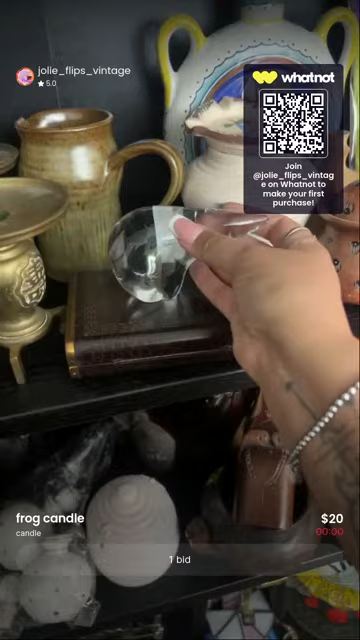 jolie_flips_vintage
★ 5.0
whatnot
Join
@jolie_flips_vintag
e on Whatnot to
make your first
purchase!
frog candle
$20
candle
00:00
1 bid